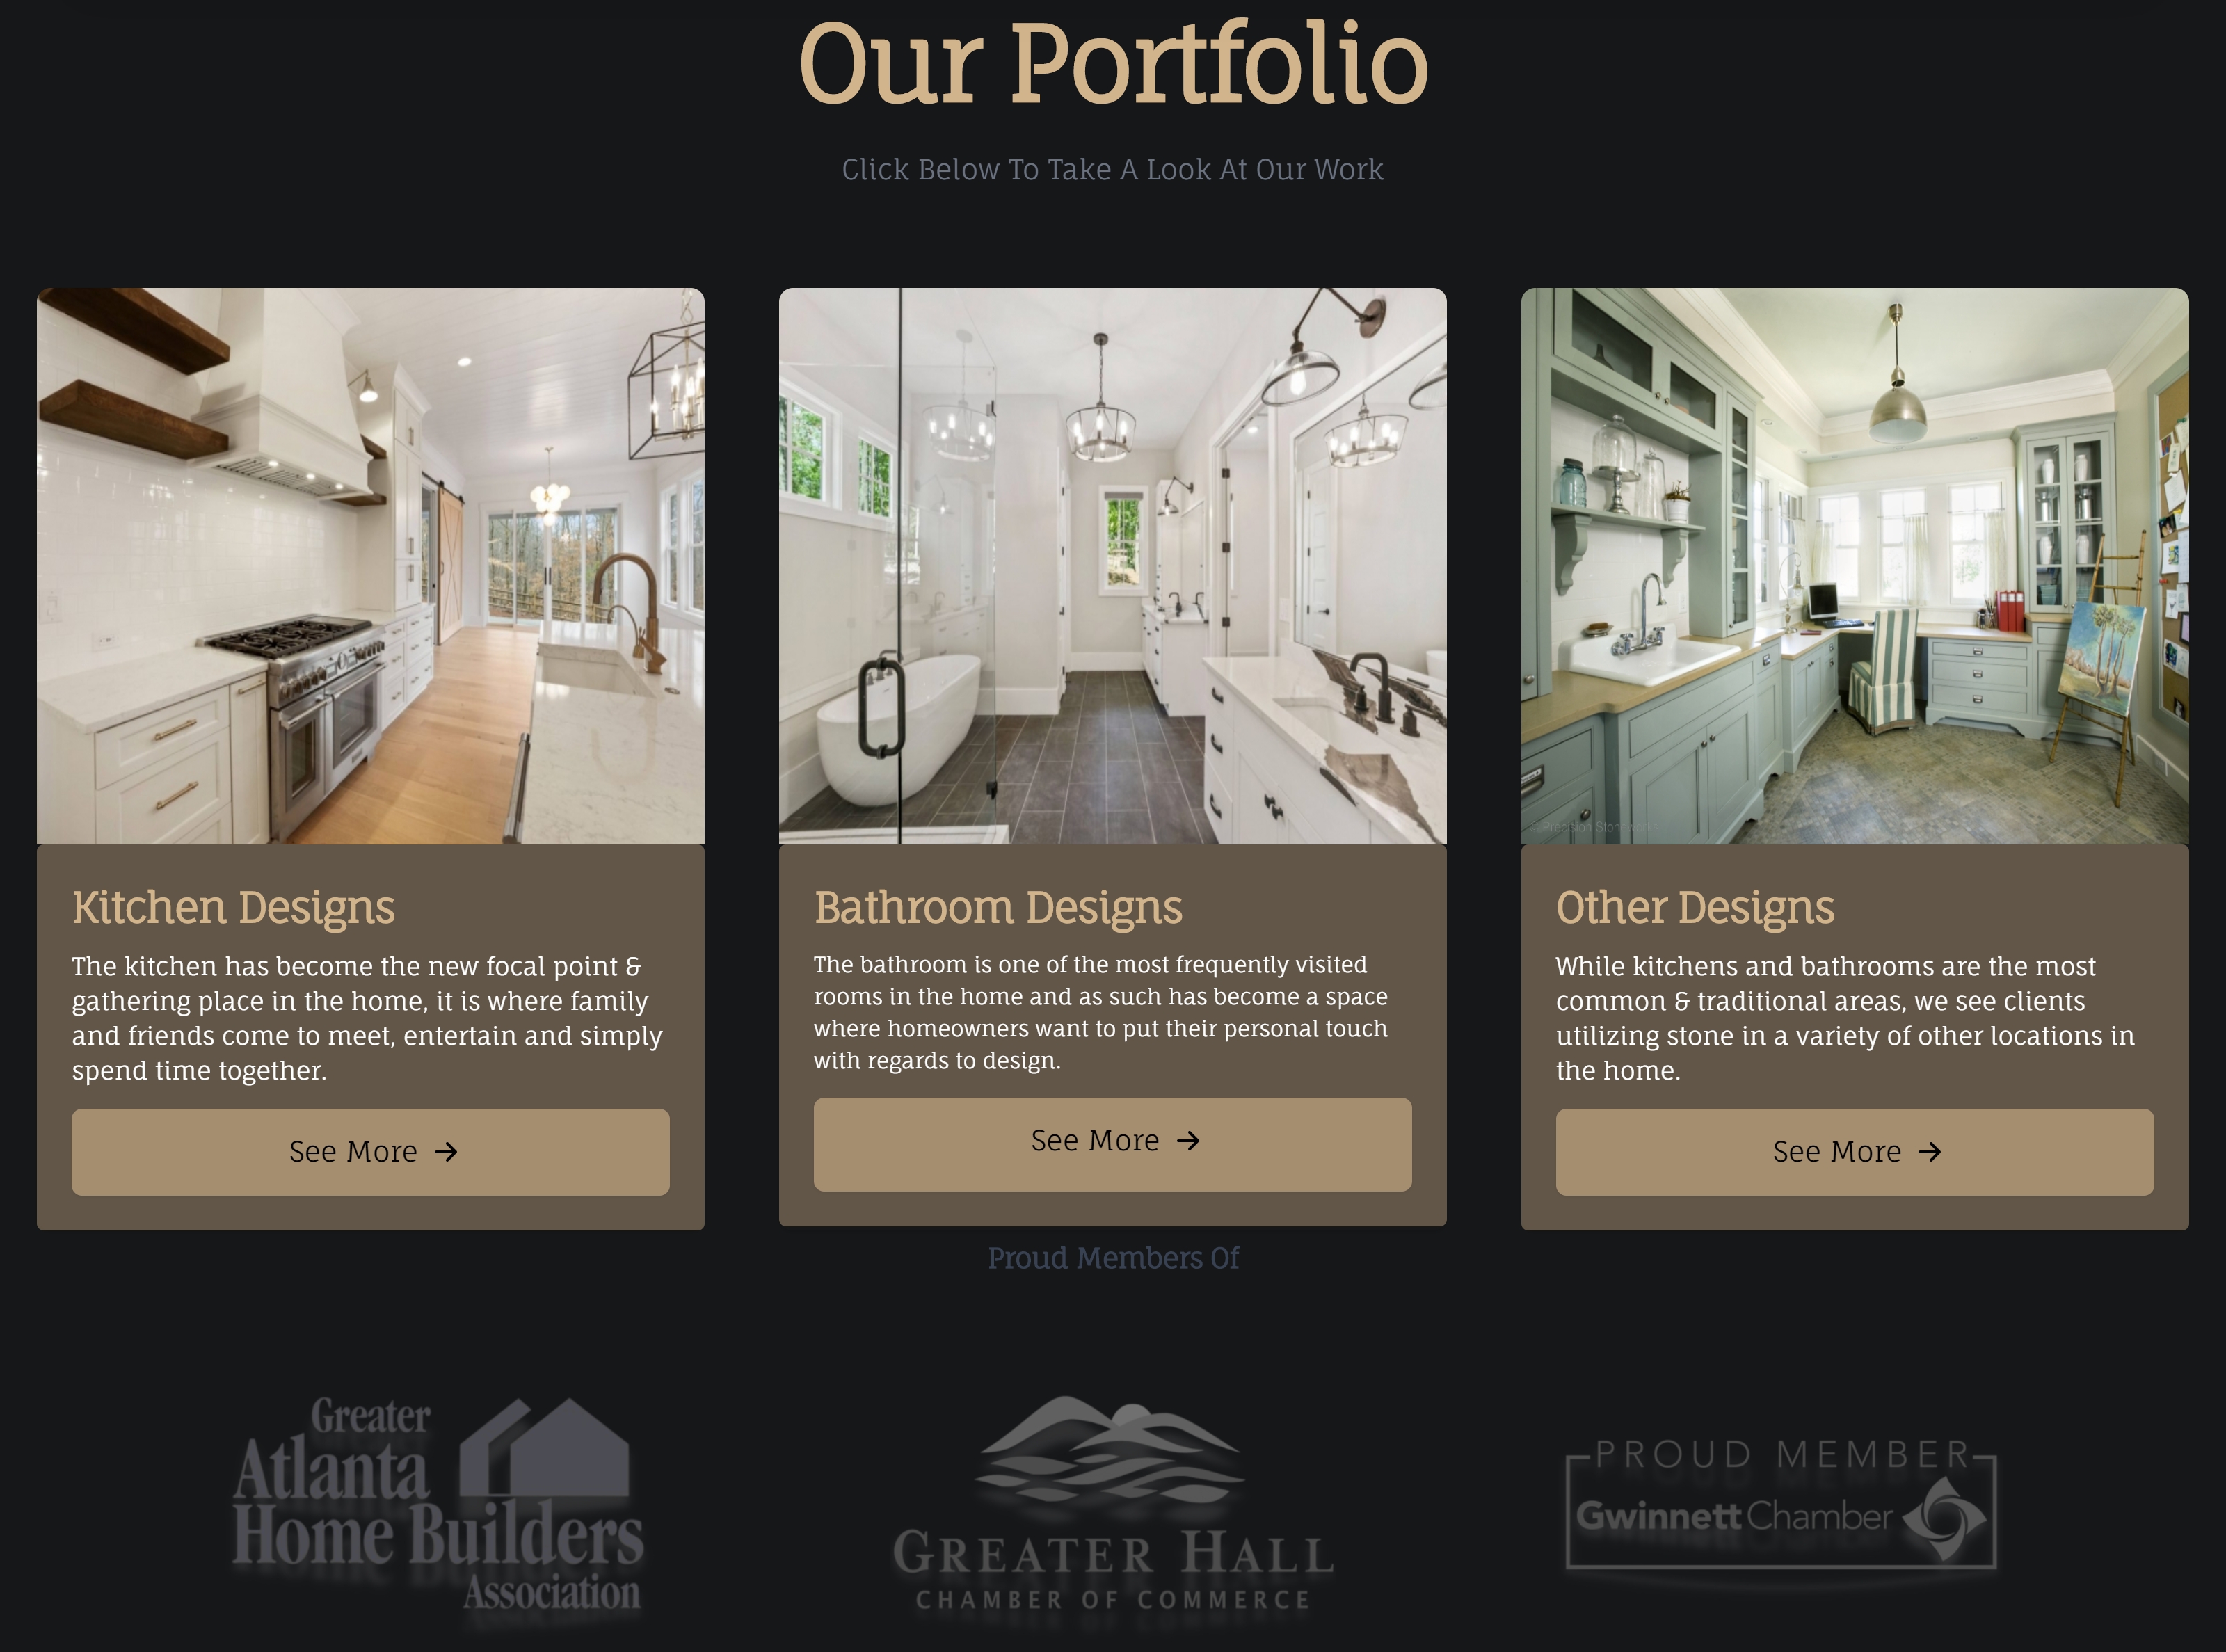 Our Portfolio
Click Below To Take A Look At Our Work
© Precision Stoneworks
Kitchen Designs
The kitchen has become the new focal point &
gathering place in the home, it is where family
and friends come to meet, entertain and simply
spend time together.
See More →
Bathroom Designs
The bathroom is one of the most frequently visited
rooms in the home and as such has become a space
where homeowners want to put their personal touch
with regards to design.
See More →
Other Designs
While kitchens and bathrooms are the most
common & traditional areas, we see clients
utilizing stone in a variety of other locations in
the home.
See More →
Proud Members Of
Greater
Atlanta
Home Builders
Association
GREATER HALL
CHAMBER OF COMMERCE
PROUD MEMBER
Gwinnett Chamber